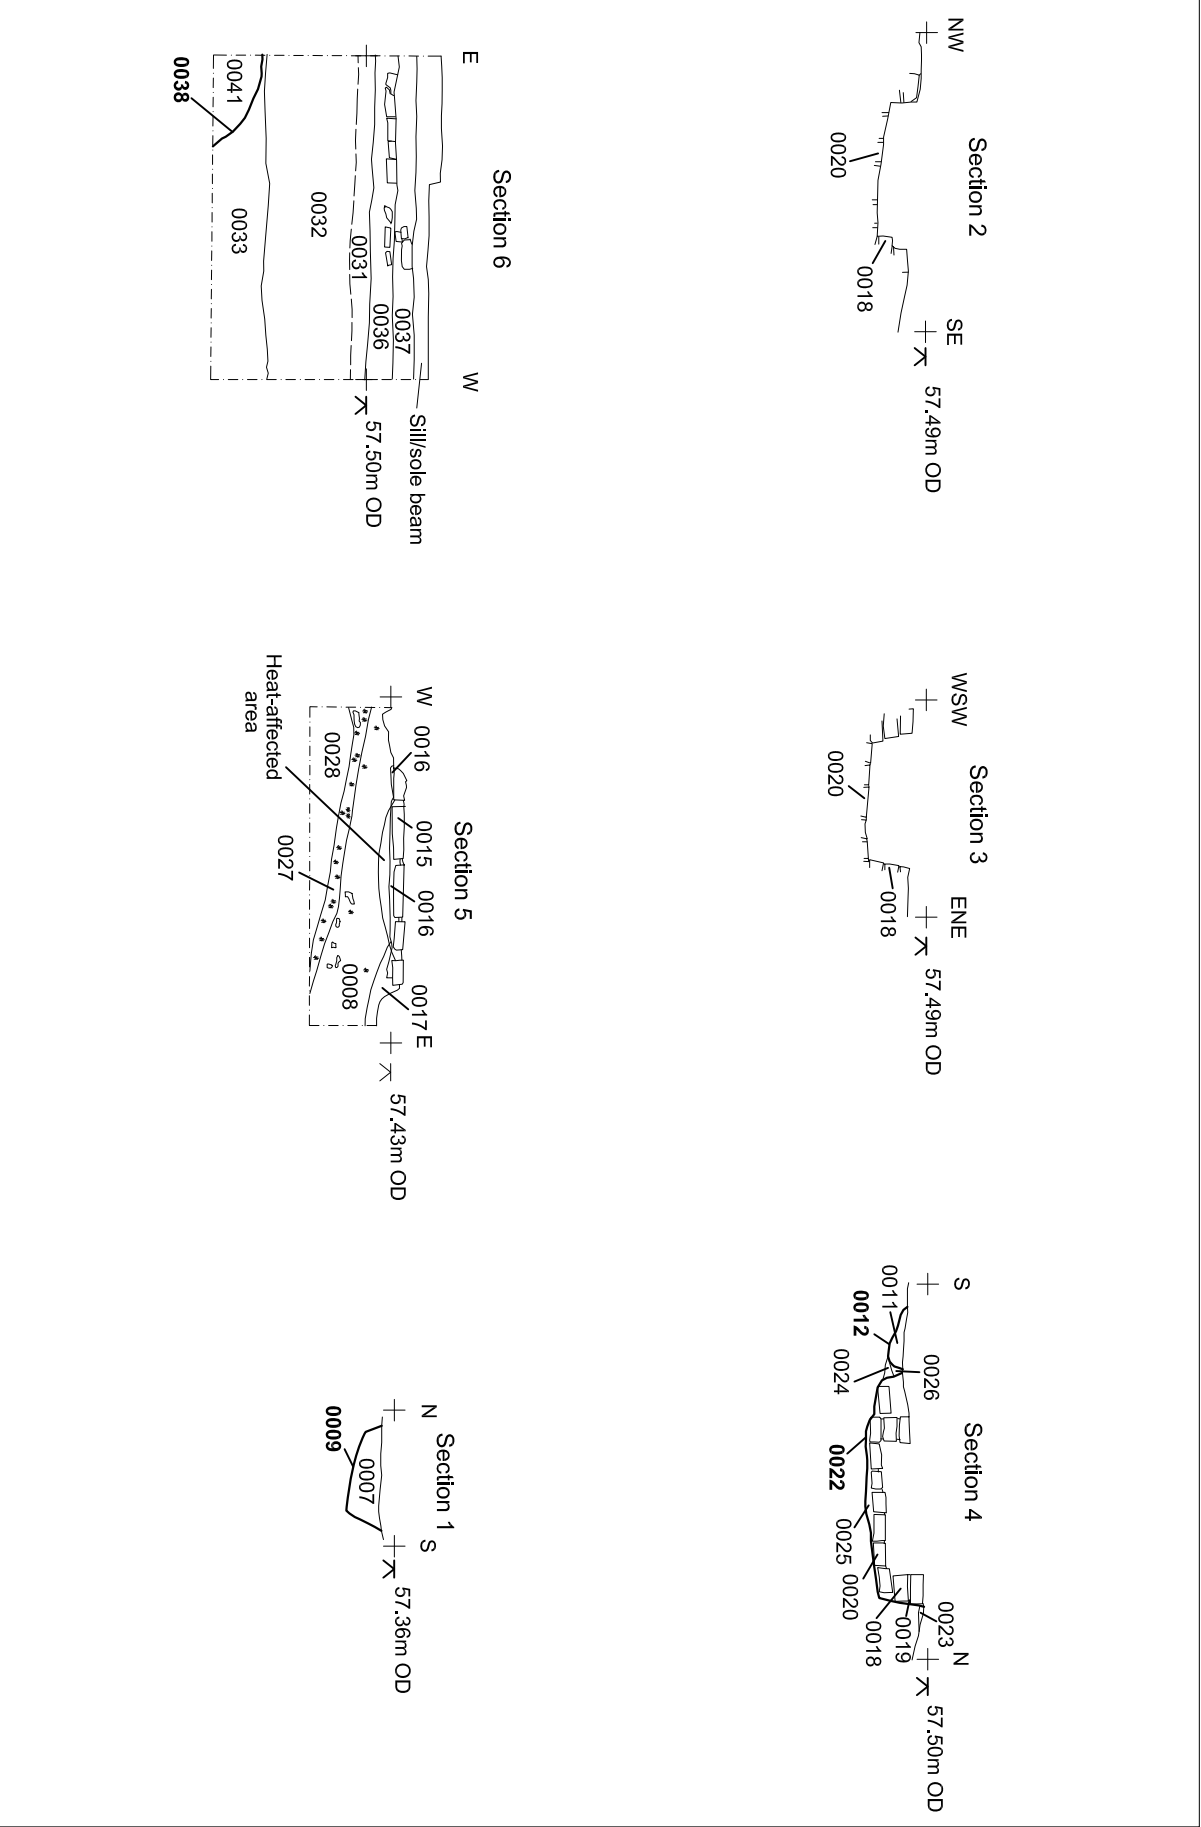 Section 2
NW
SE
57.49m OD
0020
0018
Section 3
WSW
ENE
57.49m OD
0020
0018
Section 4
S
N
57.50m OD
0011
0012
0024
0026
0022
0025
0020
0018
0019
0023
Section 6
E
W
57.50m OD
Sill/sole beam
0037
0036
0031
0032
0033
0041
0038
Section 5
W
E
57.43m OD
0016
0015
0016
0017
0008
0028
0027
Heat-affected
area
Section 1
N
S
57.36m OD
0007
0009